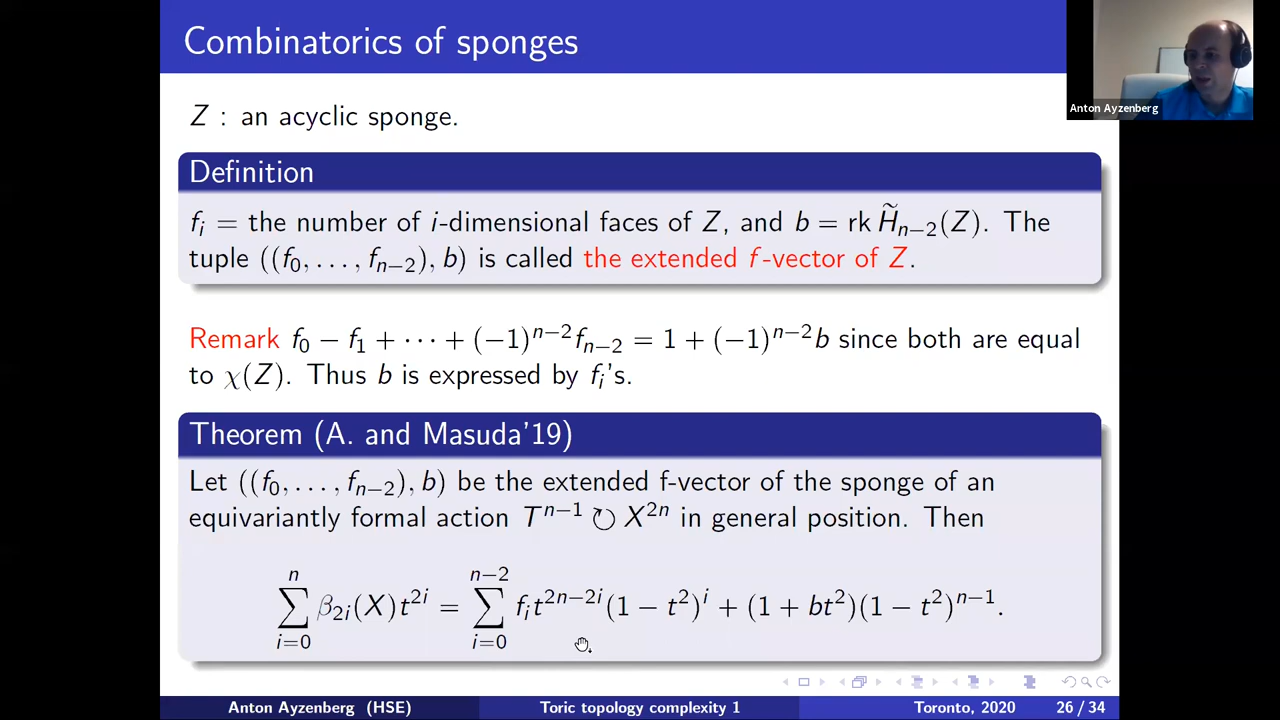 Combinatorics of sponges
Anton Ayzenberg
Z : an acyclic sponge.
Definition
f_i = the number of i-dimensional faces of Z, and b = rk H̃_{n−2}(Z). The
tuple ((f_0, . . . , f_{n−2}), b) is called the extended f-vector of Z.
Remark f_0 − f_1 + · · · + (−1)^{n−2}f_{n−2} = 1 + (−1)^{n−2}b since both are equal
to χ(Z). Thus b is expressed by f_i's.
Theorem (A. and Masuda'19)
Let ((f_0, . . . , f_{n−2}), b) be the extended f-vector of the sponge of an
equivariantly formal action T^{n−1} ↻ X^{2n} in general position. Then
∑_{i=0}^{n} β_{2i}(X)t^{2i} = ∑_{i=0}^{n−2} f_i t^{2n−2i}(1 − t^2)^i + (1 + bt^2)(1 − t^2)^{n−1}.
Anton Ayzenberg (HSE) Toric topology complexity 1 Toronto, 2020 26 / 34